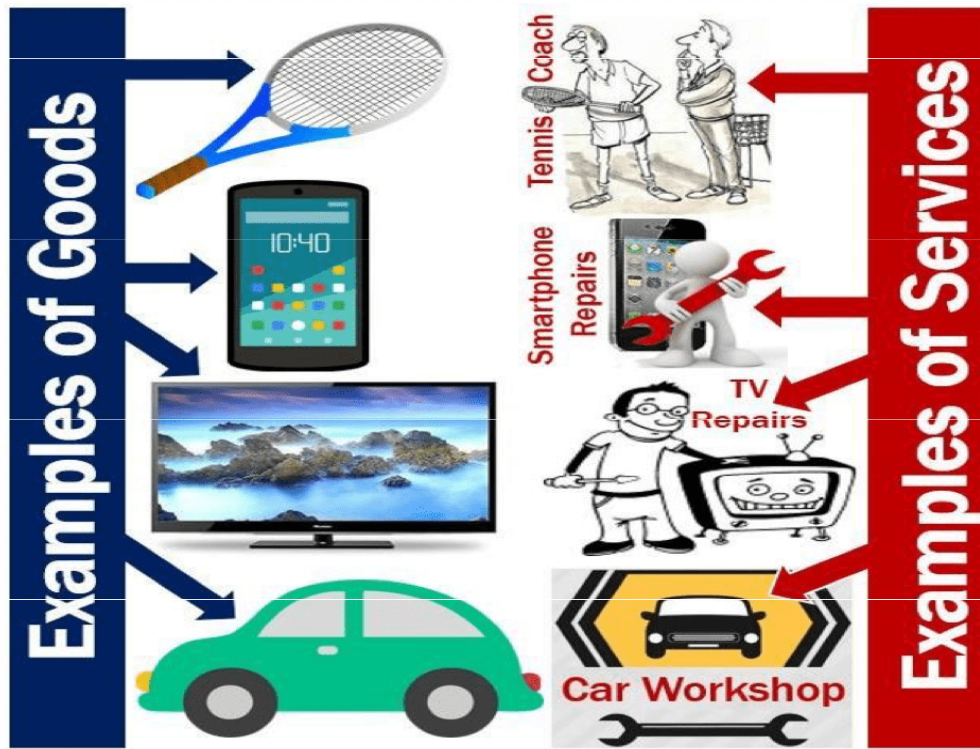 Examples of Goods
10:40
Tennis Coach
Smartphone
Repairs
TV
Repairs
Car Workshop
Examples of Services